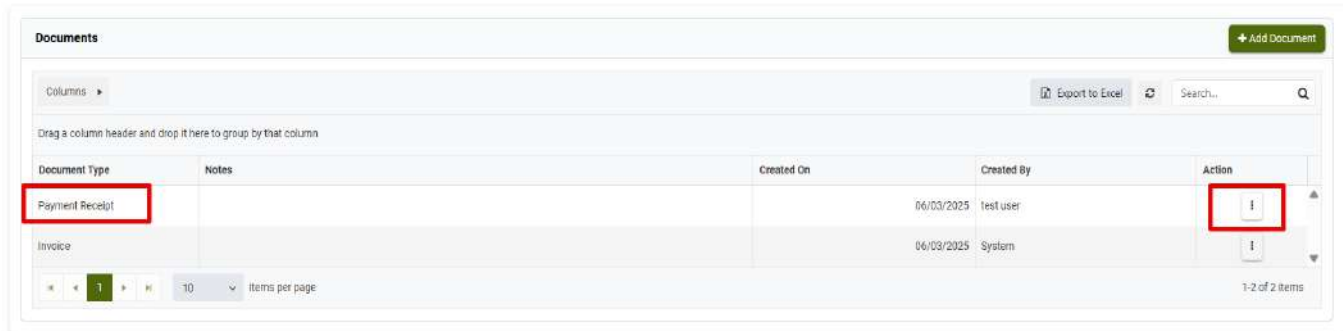 Documents
+ Add Document
Columns
Export to Excel
Search...
Drag a column header and drop it here to group by that column
Document Type Notes Created On Created By Action
Payment Receipt 06/03/2025 test user
Invoice 06/03/2025 System
1 10 items per page 1-2 of 2 items